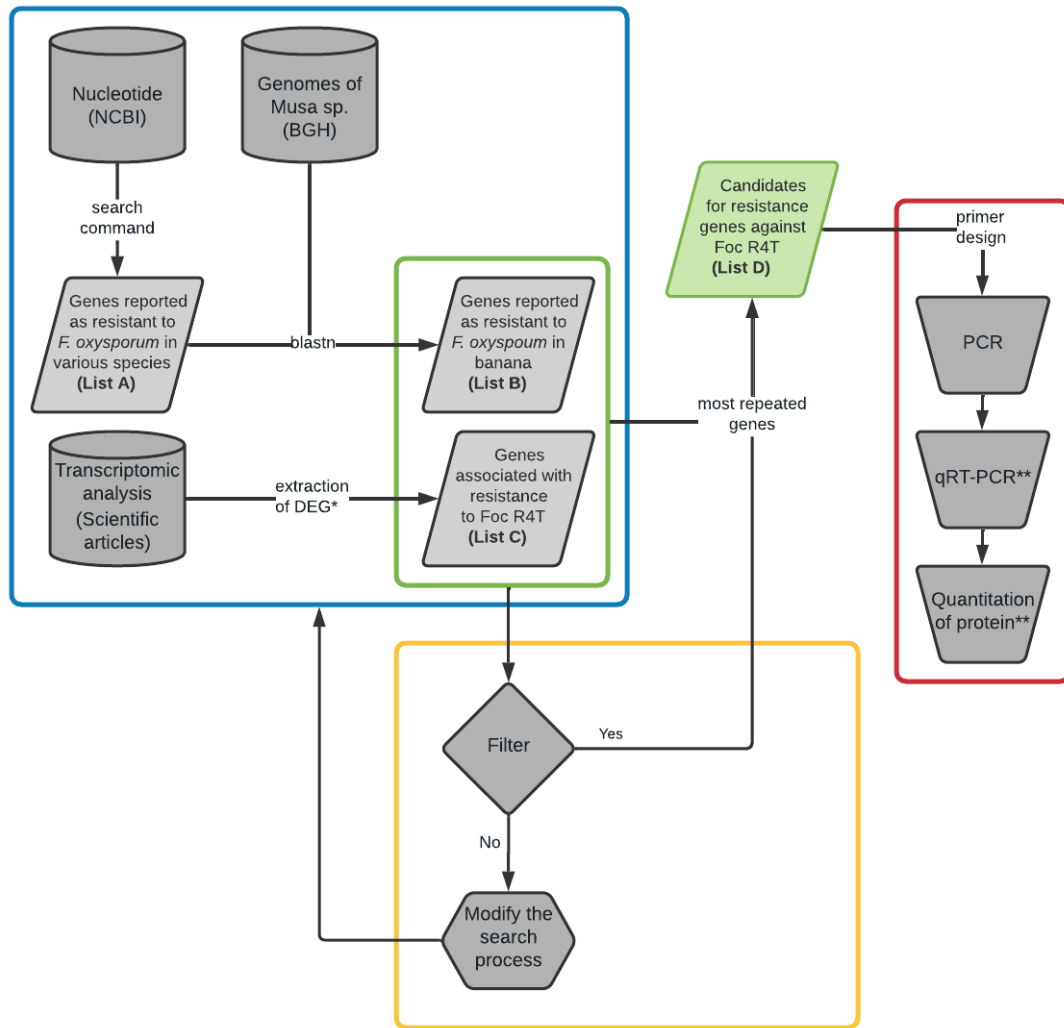 Nucleotide
(NCBI)
Genomes of
Musa sp.
(BGH)
search
command
Genes reported
as resistant to
F. oxysporum in
various species
(List A)
blastn
Genes reported
as resistant to
F. oxyspoum in
banana
(List B)
Transcriptomic
analysis
(Scientific
articles)
extraction
of DEG*
Genes
associated with
resistance
to Foc R4T
(List C)
most repeated
genes
Candidates
for resistance
genes against
Foc R4T
(List D)
primer
design
PCR
qRT-PCR**
Quantitation
of protein**
Filter
Yes
No
Modify the
search
process